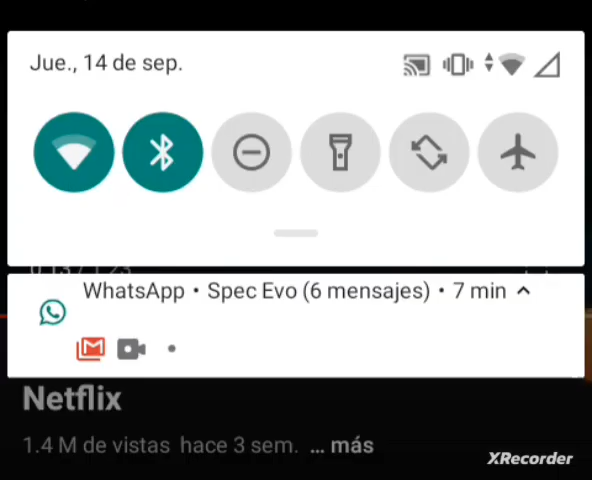 Jue., 14 de sep.
WhatsApp • Spec Evo (6 mensajes) • 7 min
Netflix
1.4 M de vistas hace 3 sem. ... más
XRecorder